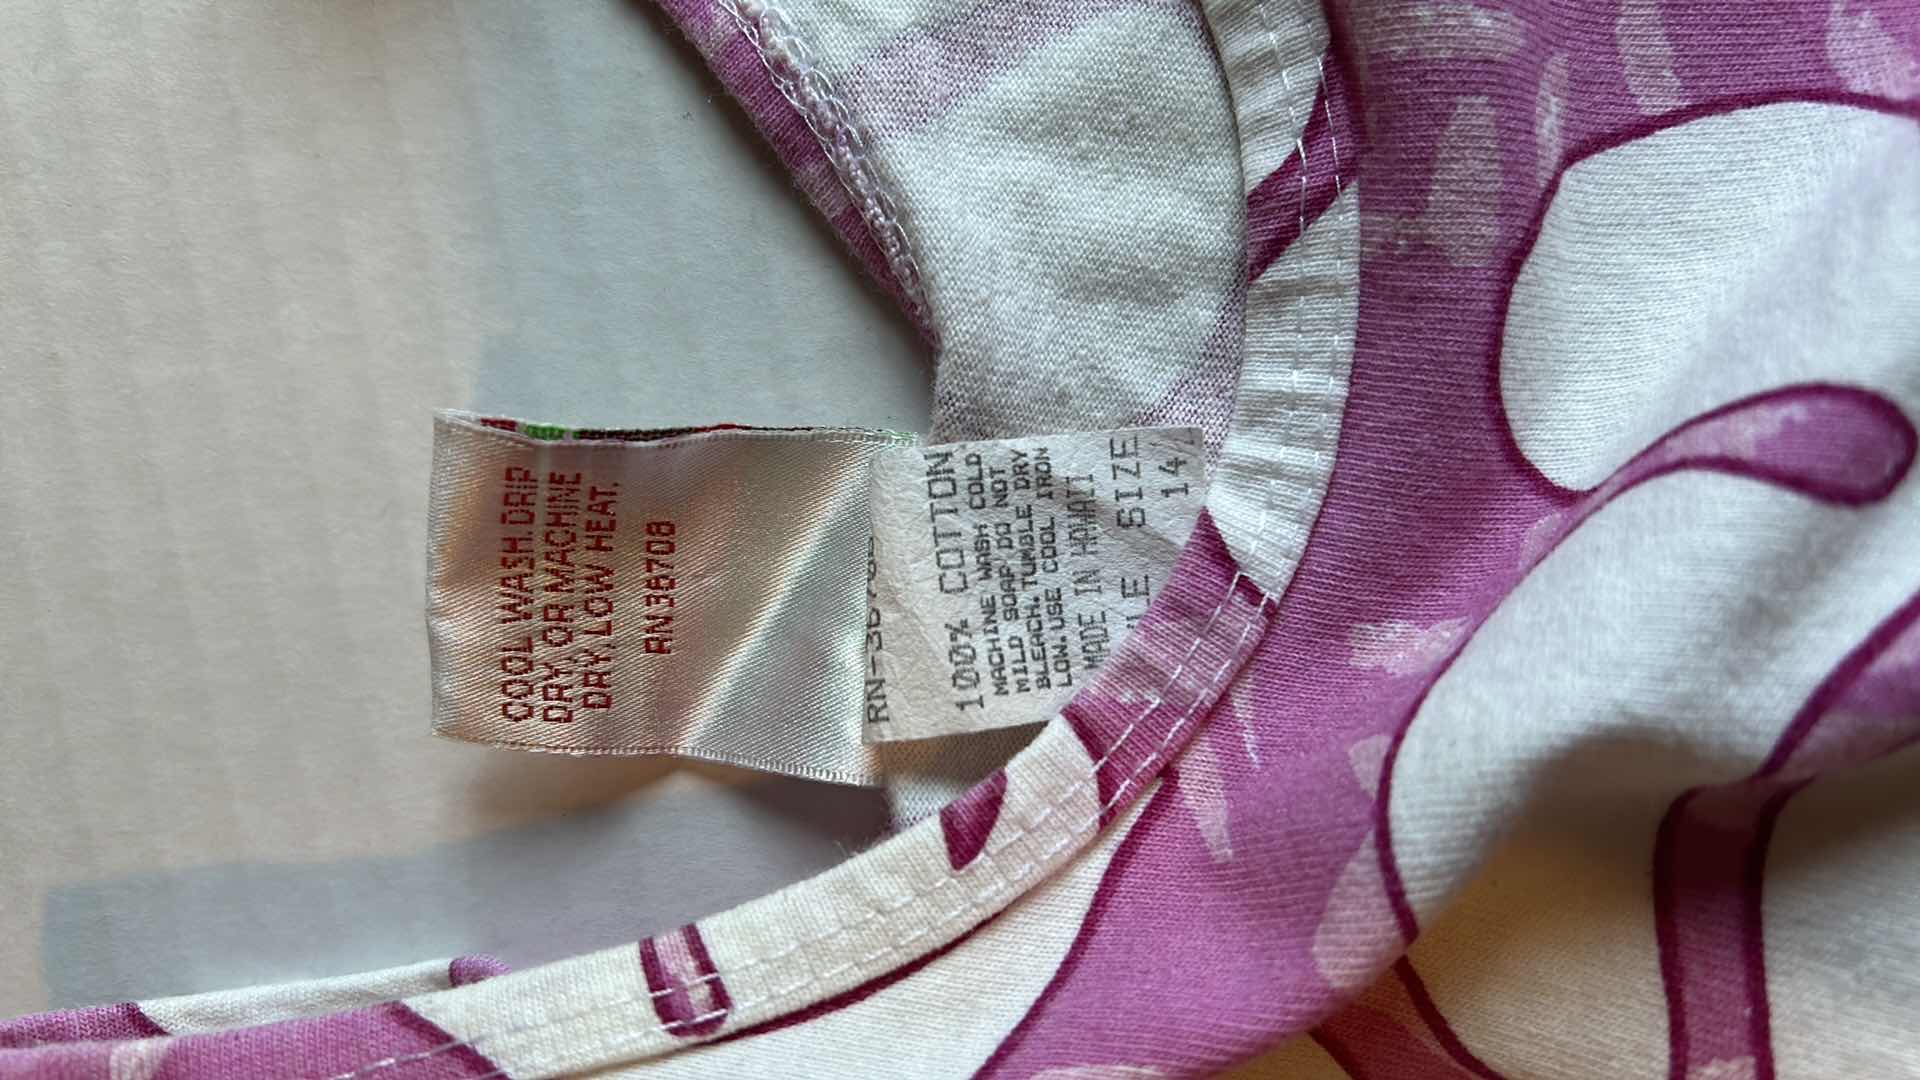 COOL WASH.DRIP
DRY, OR MACHINE
DRY, LOW HEAT.
RN36708
100% COTTON
MACHINE WASH COLD
MILD SOAP DO NOT
BLEACH. TUMBLE DRY
LOW. USE COOL IRON
MADE IN HAWAII
SIZE
14